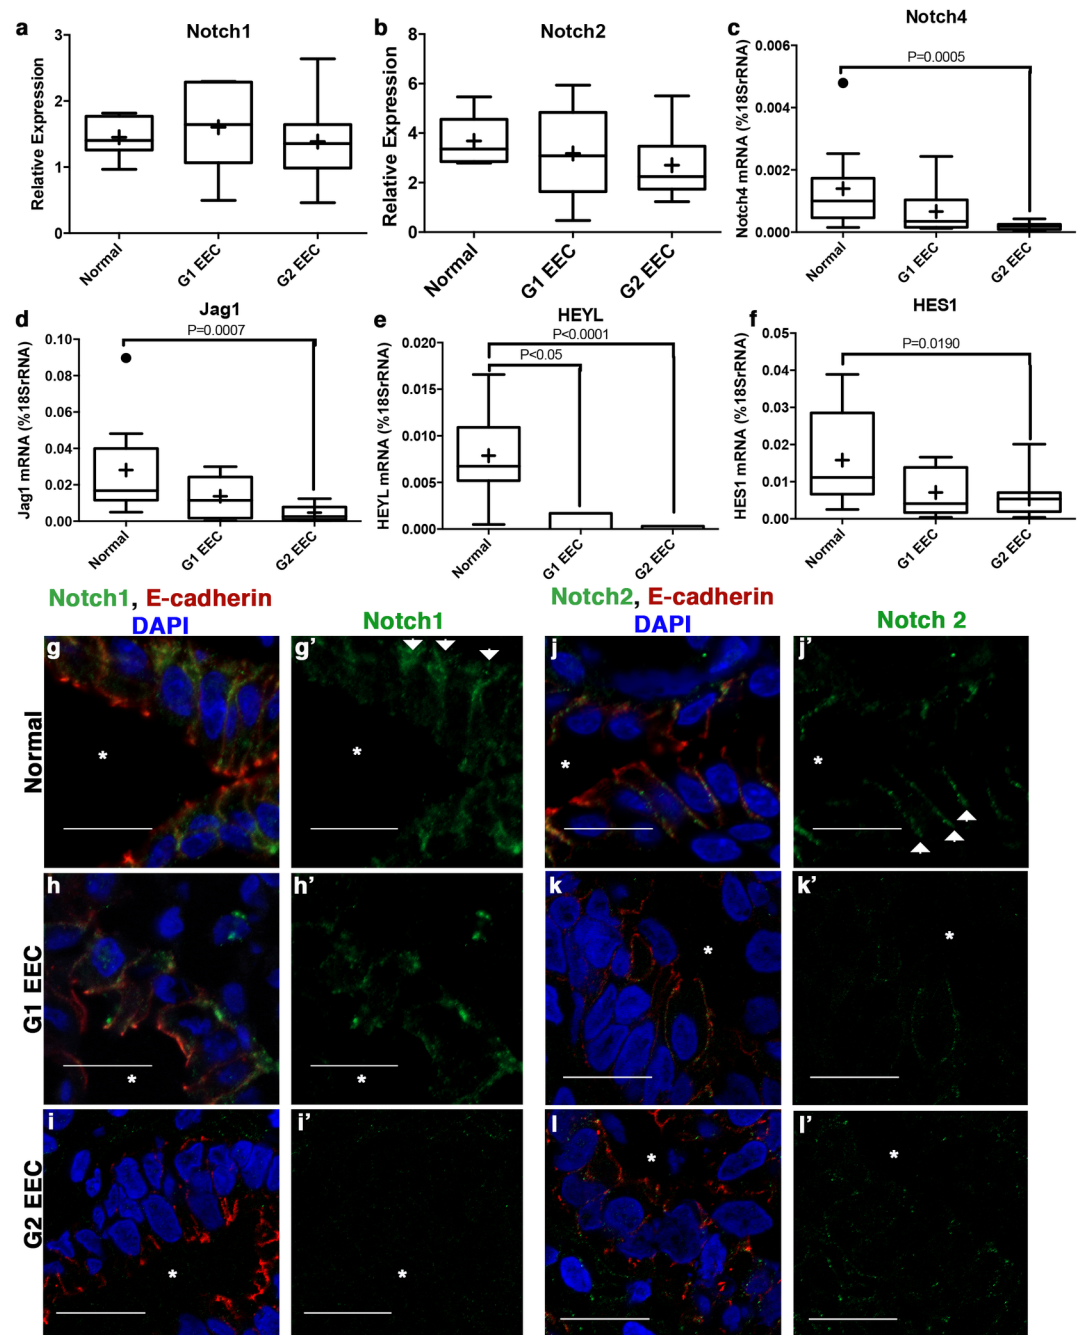 a
Notch1
Relative Expression
3
2
1
0
Normal
G1 EEC
G2 EEC
b
Notch2
Relative Expression
8
6
4
2
0
Normal
G1 EEC
G2 EEC
c
Notch4
Notch4 mRNA (%18SrRNA)
0.006
0.004
0.002
0.000
P=0.0005
Normal
G1 EEC
G2 EEC
d
Jag1
Jag1 mRNA (%18SrRNA)
0.10
0.08
0.06
0.04
0.02
0.00
P=0.0007
Normal
G1 EEC
G2 EEC
e
HEYL
HEYL mRNA (%18SrRNA)
0.020
0.015
0.010
0.005
0.000
P<0.0001
P<0.05
Normal
G1 EEC
G2 EEC
f
HES1
HES1 mRNA (%18SrRNA)
0.05
0.04
0.03
0.02
0.01
0.00
P=0.0190
Normal
G1 EEC
G2 EEC
Notch1, E-cadherin
DAPI
Notch1
Notch2, E-cadherin
DAPI
Notch 2
Normal
g
*
g'
*
j
*
j'
*
G1 EEC
h
*
h'
*
k
*
k'
*
G2 EEC
i
*
i'
*
l
*
l'
*